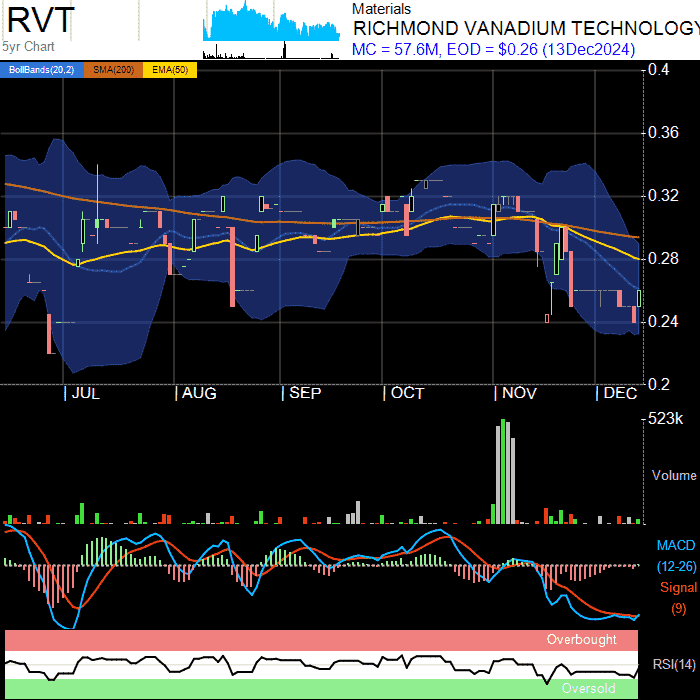 RVT
5yr Chart
Materials
RICHMOND VANADIUM TECHNOLOGY
MC = 57.6M, EOD = $0.26 (13Dec2024)
BollBands(20,2) SMA(200) EMA(50)
0.4
0.36
0.32
0.28
0.24
0.2
JUL AUG SEP OCT NOV DEC
523k
Volume
MACD
(12-26)
Signal
(9)
Overbought
RSI(14)
Oversold